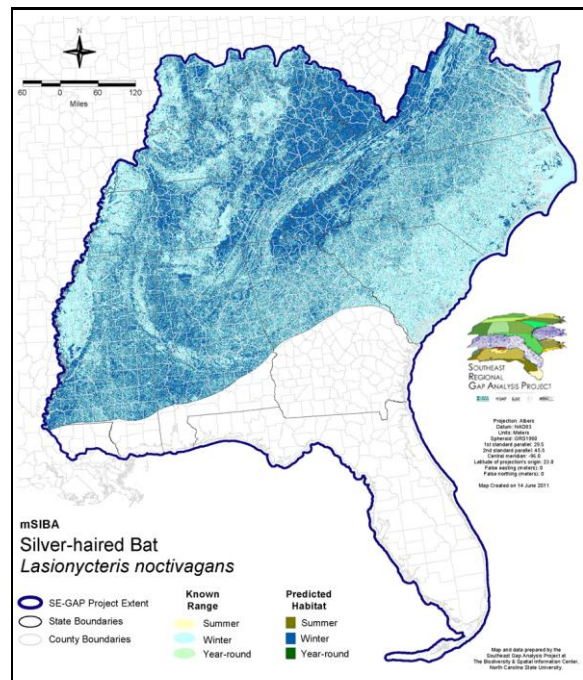 N
60 0 60 120
Miles
SOUTHEAST
REGIONAL
GAP ANALYSIS PROJECT
Projection: Albers
Datum: NAD83
Units: Meters
Spheroid: GRS1980
1st standard parallel: 29.5
2nd standard parallel: 45.5
Central meridian: -96.0
Latitude of projection's origin: 23.0
False easting (meters): 0
False northing (meters): 0
Map Created on 14 June 2011
mSIBA
Silver-haired Bat
Lasionycteris noctivagans
SE-GAP Project Extent
State Boundaries
County Boundaries
Known
Range
Summer
Winter
Year-round
Predicted
Habitat
Summer
Winter
Year-round
Map and data prepared by the
Southeast Gap Analysis Project at
The Biodiversity & Spatial Information Center,
North Carolina State University.